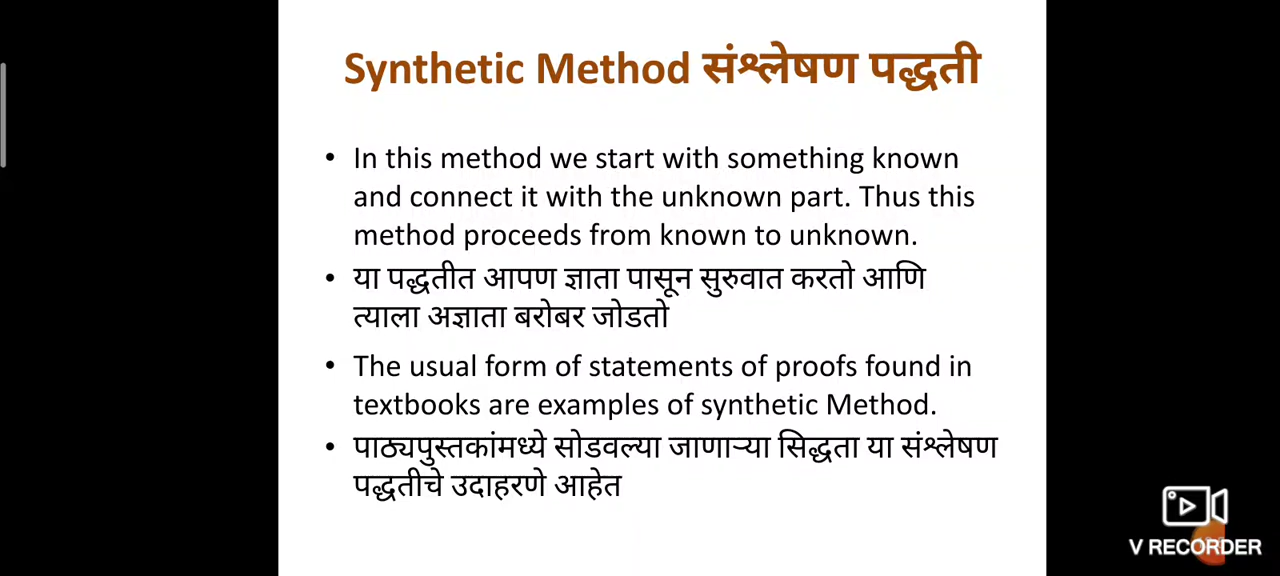 Synthetic Method संश्लेषण पद्धती
• In this method we start with something known
and connect it with the unknown part. Thus this
method proceeds from known to unknown.
• या पद्धतीत आपण ज्ञाता पासून सुरुवात करतो आणि
त्याला अज्ञाता बरोबर जोडतो
• The usual form of statements of proofs found in
textbooks are examples of synthetic Method.
• पाठ्यपुस्तकांमध्ये सोडवल्या जाणाऱ्या सिद्धता या संश्लेषण
पद्धतीचे उदाहरणे आहेत
V RECORDER